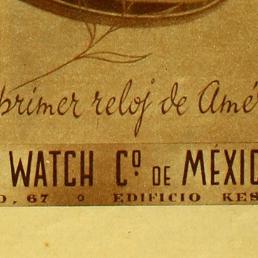 primer reloj de Amé
WATCH Cº DE MÉXIC
O. 67 o EDIFICIO KES